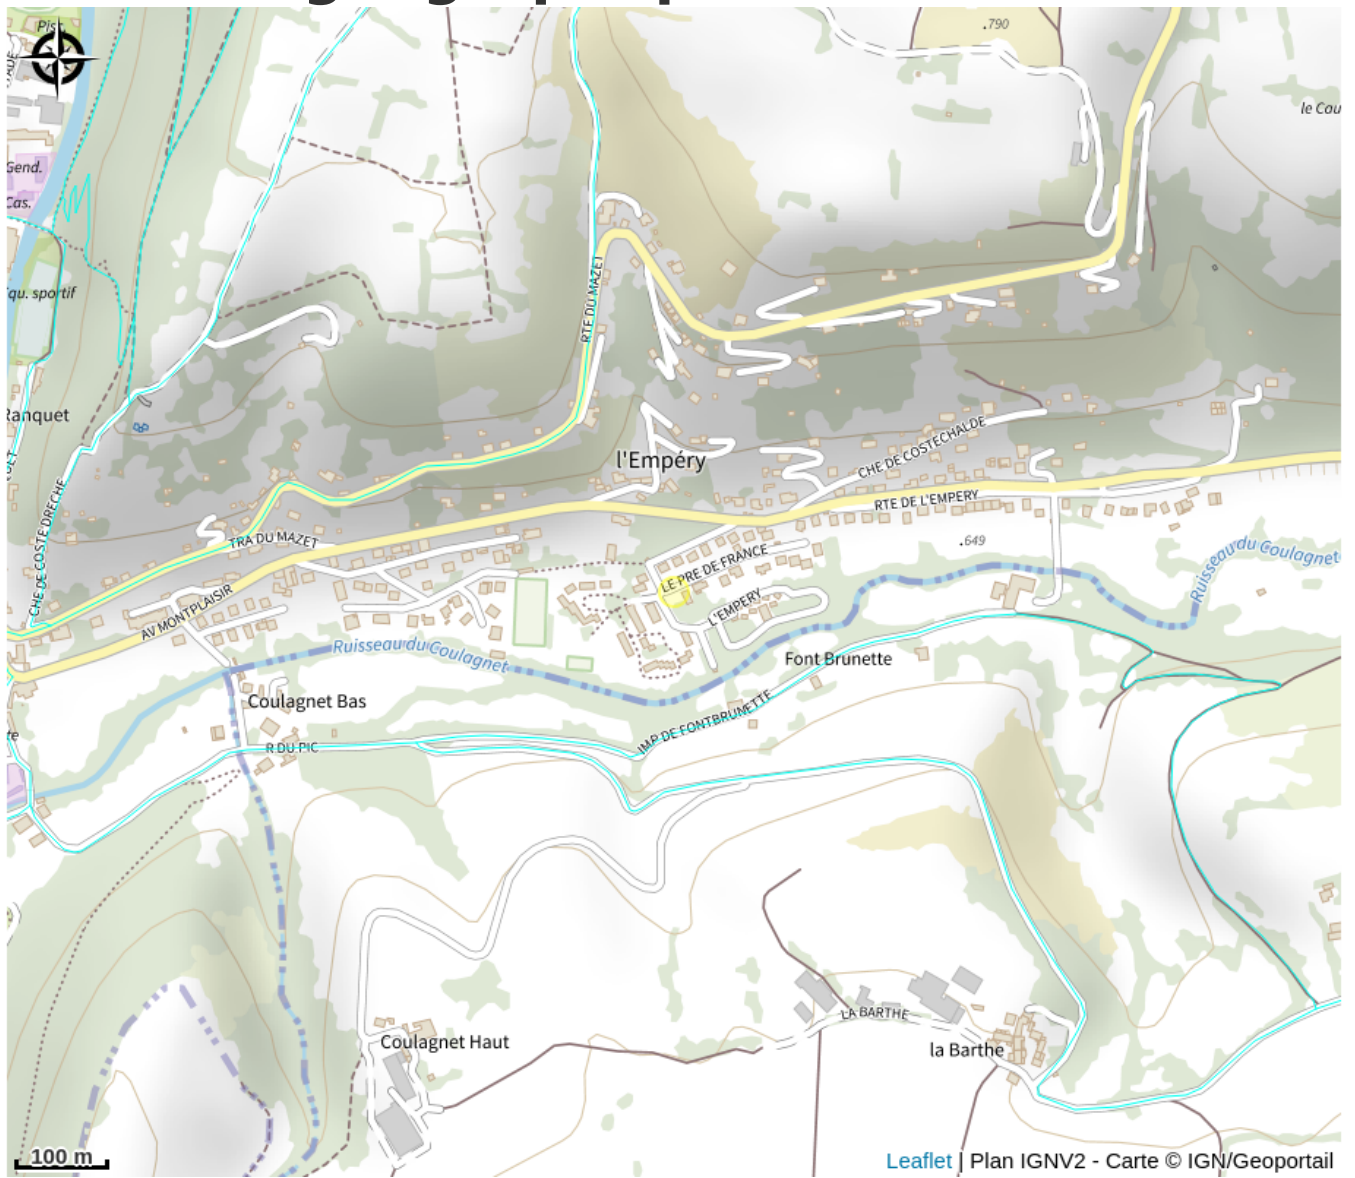 Pist.
.790
le Cau
Gend.
Cas.
qu. sportif
RTE DU MAZET
Ranquet
l'Empéry
CHE DE COSTECHALDE
RTE DE L'EMPERY
CHE DE COSTE DRECHE
TRA DU MAZET
.649
Ruisseau du Coulagnet
LE PRE DE FRANCE
AV MONTPLAISIR
L'EMPERY
Ruisseau du Coulagnet
Font Brunette
Coulagnet Bas
IMP DE FONTBRUNETTE
R DU PIC
LA BARTHE
Coulagnet Haut
la Barthe
100 m
Leaflet | Plan IGNV2 - Carte © IGN/Geoportail